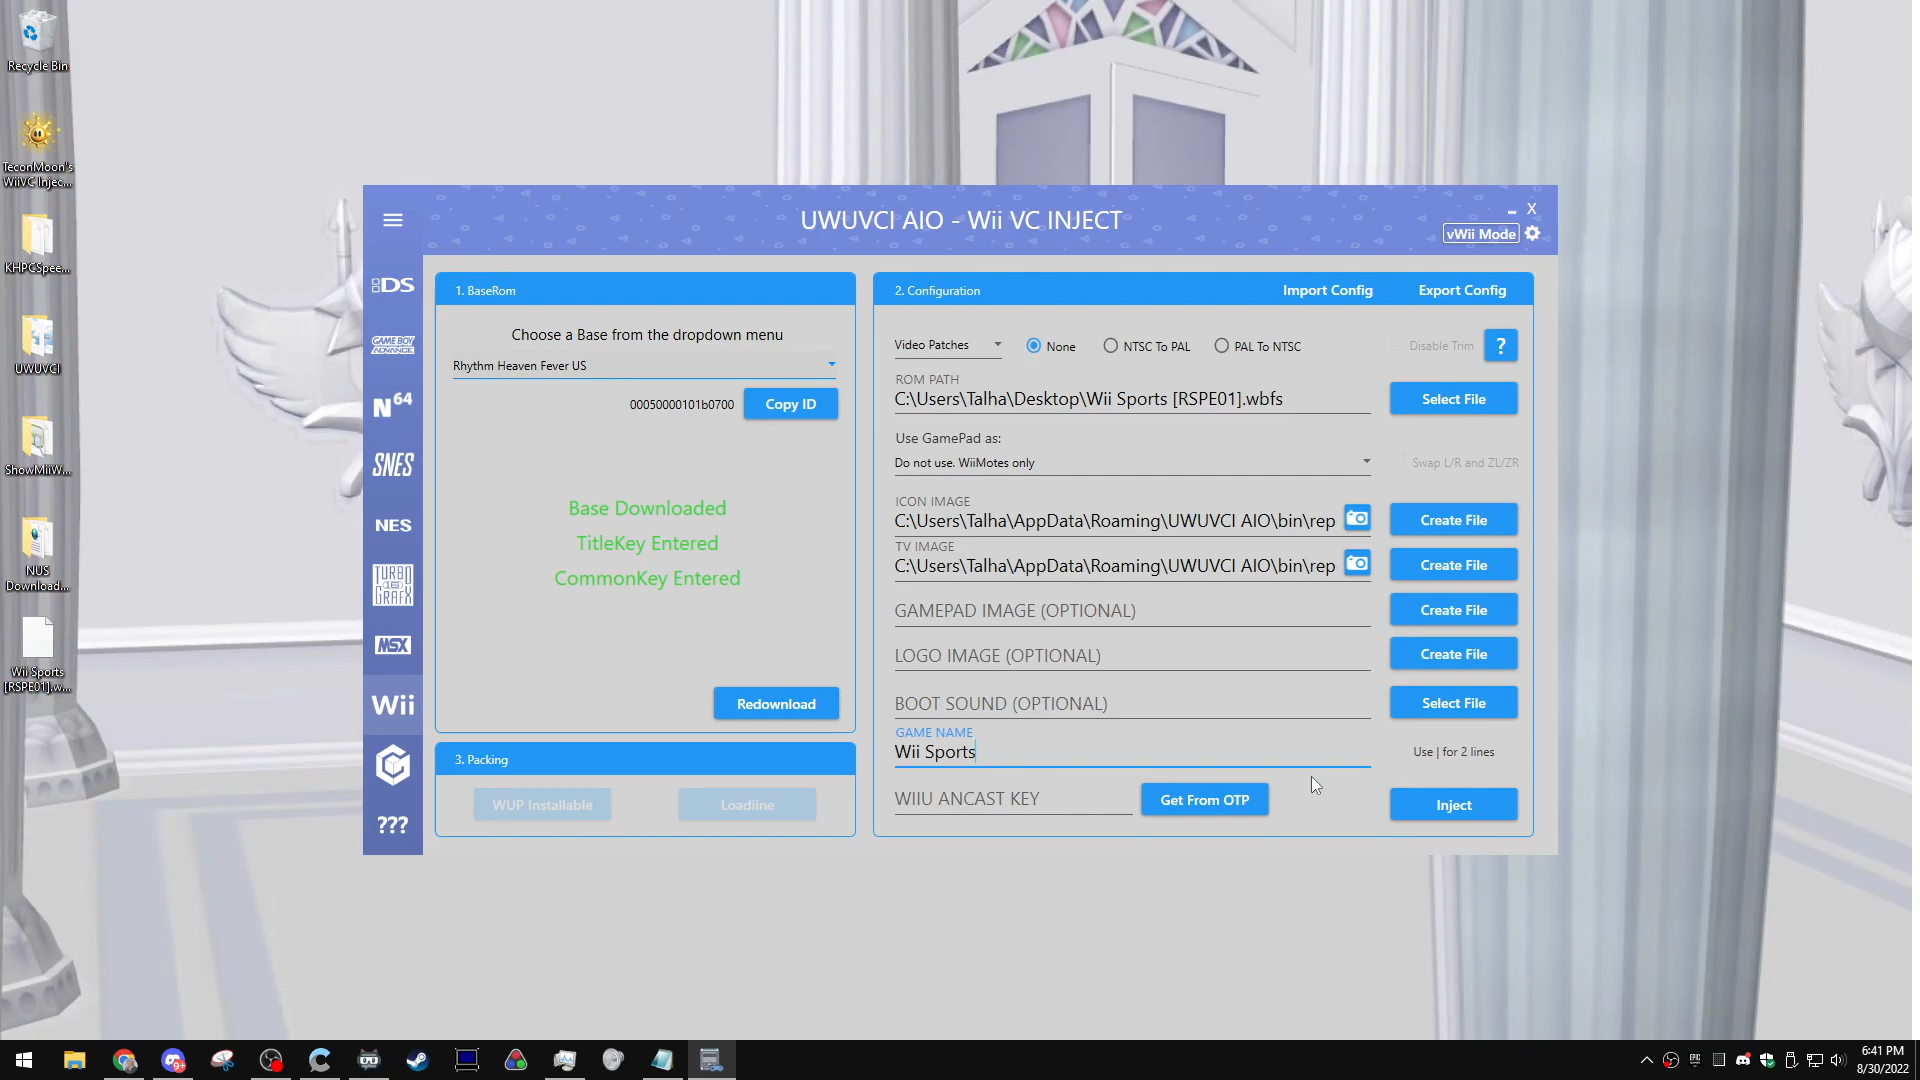 Recycle Bin
TeconMoon's
WiiVC Injec...
KHPCSpee...
UWUVCI
ShowMiiW...
NUS
Download...
Wii Sports
[RSPE01].w...
UWUVCI AIO - Wii VC INJECT
X
vWii Mode
DS
GAME BOY
ADVANCE
N64
SNES
NES
TURBO
16
GRAFX
MSX
Wii
???
1. BaseRom
Choose a Base from the dropdown menu
Rhythm Heaven Fever US
00050000101b0700
Copy ID
Base Downloaded
TitleKey Entered
CommonKey Entered
Redownload
3. Packing
WUP Installable
Loadiine
2. Configuration
Import Config
Export Config
Video Patches
None
NTSC To PAL
PAL To NTSC
Disable Trim
?
ROM PATH
C:\Users\Talha\Desktop\Wii Sports [RSPE01].wbfs
Select File
Use GamePad as:
Do not use. WiiMotes only
Swap L/R and ZL/ZR
ICON IMAGE
C:\Users\Talha\AppData\Roaming\UWUVCI AIO\bin\rep
Create File
TV IMAGE
C:\Users\Talha\AppData\Roaming\UWUVCI AIO\bin\rep
Create File
GAMEPAD IMAGE (OPTIONAL)
Create File
LOGO IMAGE (OPTIONAL)
Create File
BOOT SOUND (OPTIONAL)
Select File
GAME NAME
Wii Sports
Use | for 2 lines
WIIU ANCAST KEY
Get From OTP
Inject
9+
EPIC
6:41 PM
8/30/2022